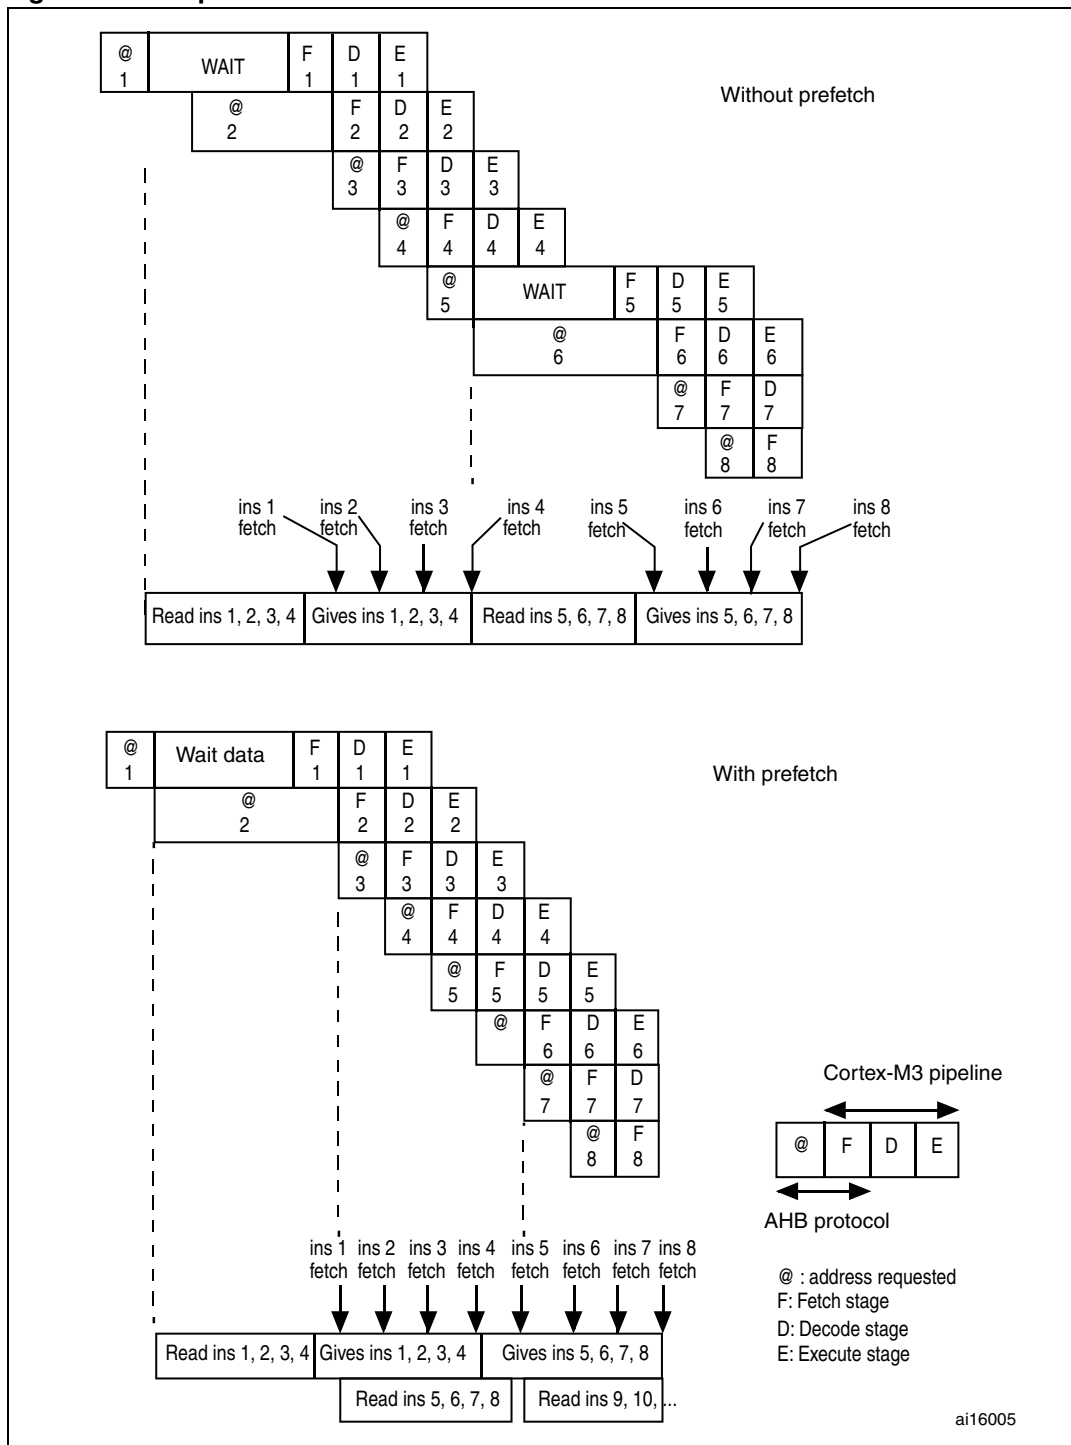 @ F D E
1 WAIT 1 1 1
Without prefetch
@ F D E
2 2 2 2
@ F D E
3 3 3 3
@ F D E
4 4 4 4
@ F D E
5 WAIT 5 5 5
@ F D E
6 6 6 6
@ F D
7 7 7
@ F
8 8
ins 1 ins 2 ins 3 ins 4 ins 5 ins 6 ins 7 ins 8
fetch fetch fetch fetch fetch fetch fetch fetch
Read ins 1, 2, 3, 4 Gives ins 1, 2, 3, 4 Read ins 5, 6, 7, 8 Gives ins 5, 6, 7, 8
@ F D E
1 Wait data 1 1 1
With prefetch
@ F D E
2 2 2 2
@ F D E
3 3 3 3
@ F D E
4 4 4 4
@ F D E
5 5 5 5
@ F D E
6 6 6
@ F D
7 7 7
@ F
8 8
Cortex-M3 pipeline
@ F D E
AHB protocol
ins 1 ins 2 ins 3 ins 4 ins 5 ins 6 ins 7 ins 8
fetch fetch fetch fetch fetch fetch fetch fetch
@ : address requested
F: Fetch stage
D: Decode stage
E: Execute stage
Read ins 1, 2, 3, 4 Gives ins 1, 2, 3, 4 Gives ins 5, 6, 7, 8
Read ins 5, 6, 7, 8 Read ins 9, 10, ...
ai16005